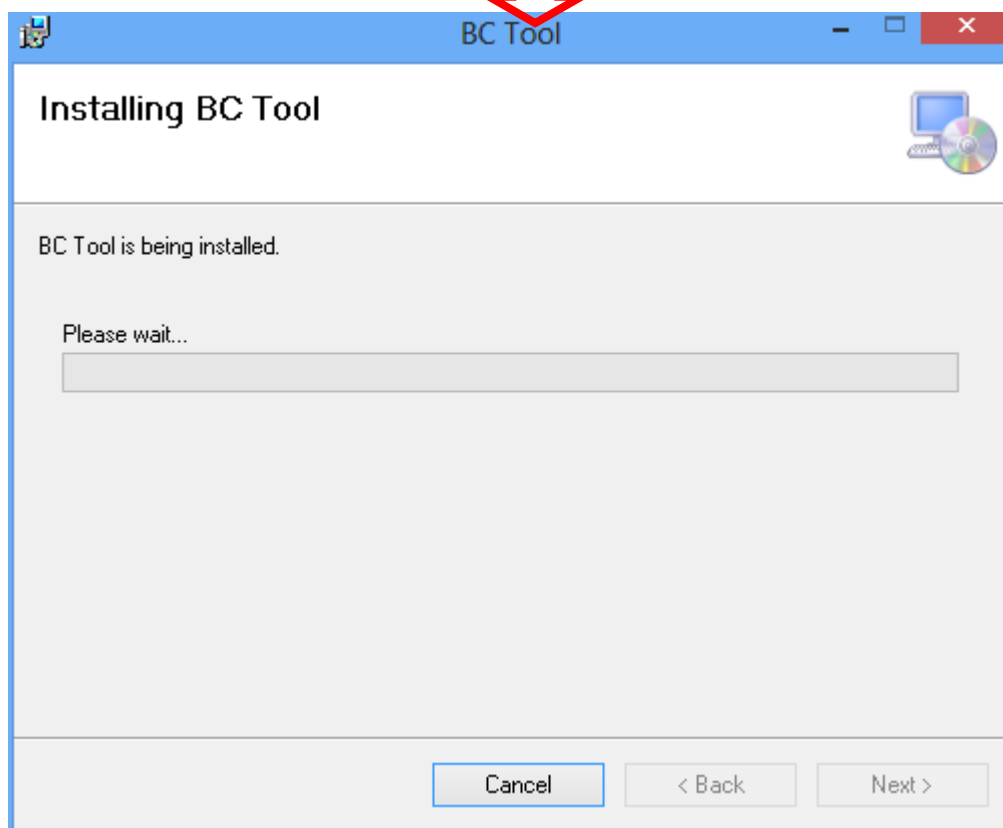 BC Tool
Installing BC Tool
BC Tool is being installed.
Please wait...
Cancel
< Back
Next >